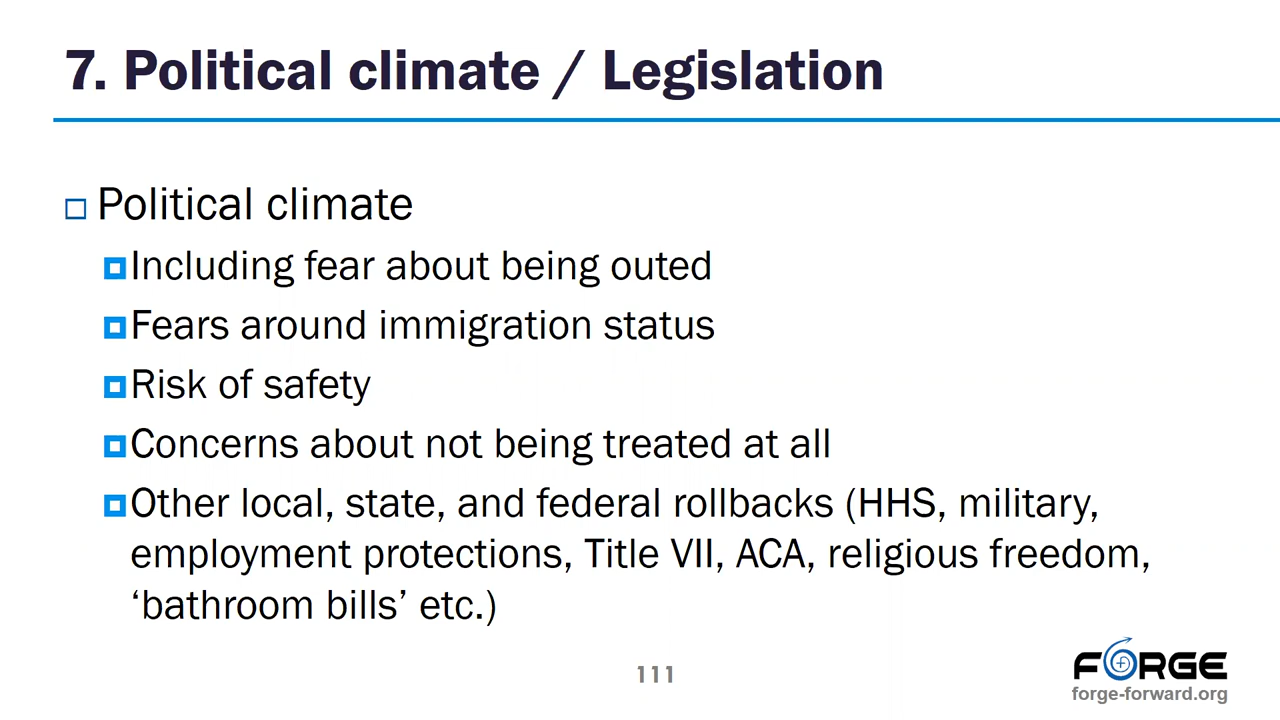 7. Political climate / Legislation
Political climate
Including fear about being outed
Fears around immigration status
Risk of safety
Concerns about not being treated at all
Other local, state, and federal rollbacks (HHS, military,
employment protections, Title VII, ACA, religious freedom,
‘bathroom bills’ etc.)
111
FORGE
forge-forward.org